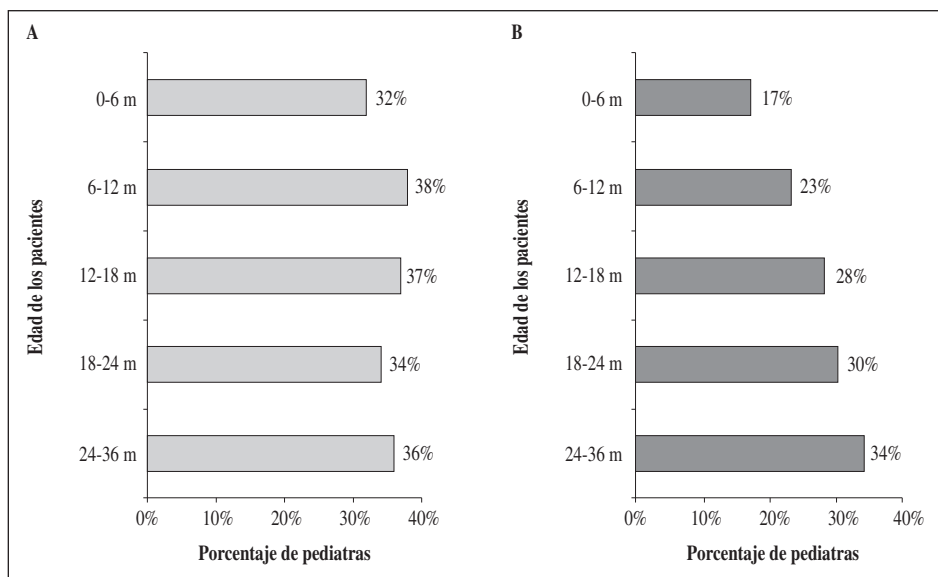 A
Edad de los pacientes
0-6 m
32%
6-12 m
38%
12-18 m
37%
18-24 m
34%
24-36 m
36%
0%
10%
20%
30%
40%
Porcentaje de pediatras
B
Edad de los pacientes
0-6 m
17%
6-12 m
23%
12-18 m
28%
18-24 m
30%
24-36 m
34%
0%
10%
20%
30%
40%
Porcentaje de pediatras